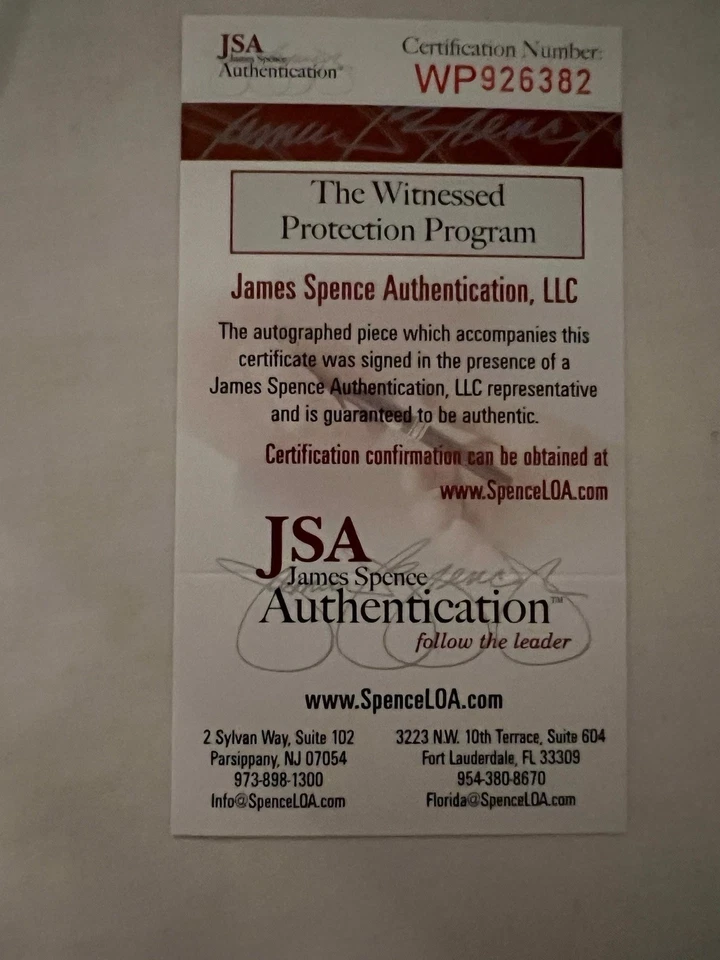 JSA
James Spence
Authentication™
Certification Number:
WP926382
James Spence
The Witnessed
Protection Program
James Spence Authentication, LLC
The autographed piece which accompanies this
certificate was signed in the presence of a
James Spence Authentication, LLC representative
and is guaranteed to be authentic.
Certification confirmation can be obtained at
www.SpenceLOA.com
JSA
James Spence
Authentication™
follow the leader
www.SpenceLOA.com
2 Sylvan Way, Suite 102
Parsippany, NJ 07054
973-898-1300
Info@SpenceLOA.com
3223 N.W. 10th Terrace, Suite 604
Fort Lauderdale, FL 33309
954-380-8670
Florida@SpenceLOA.com